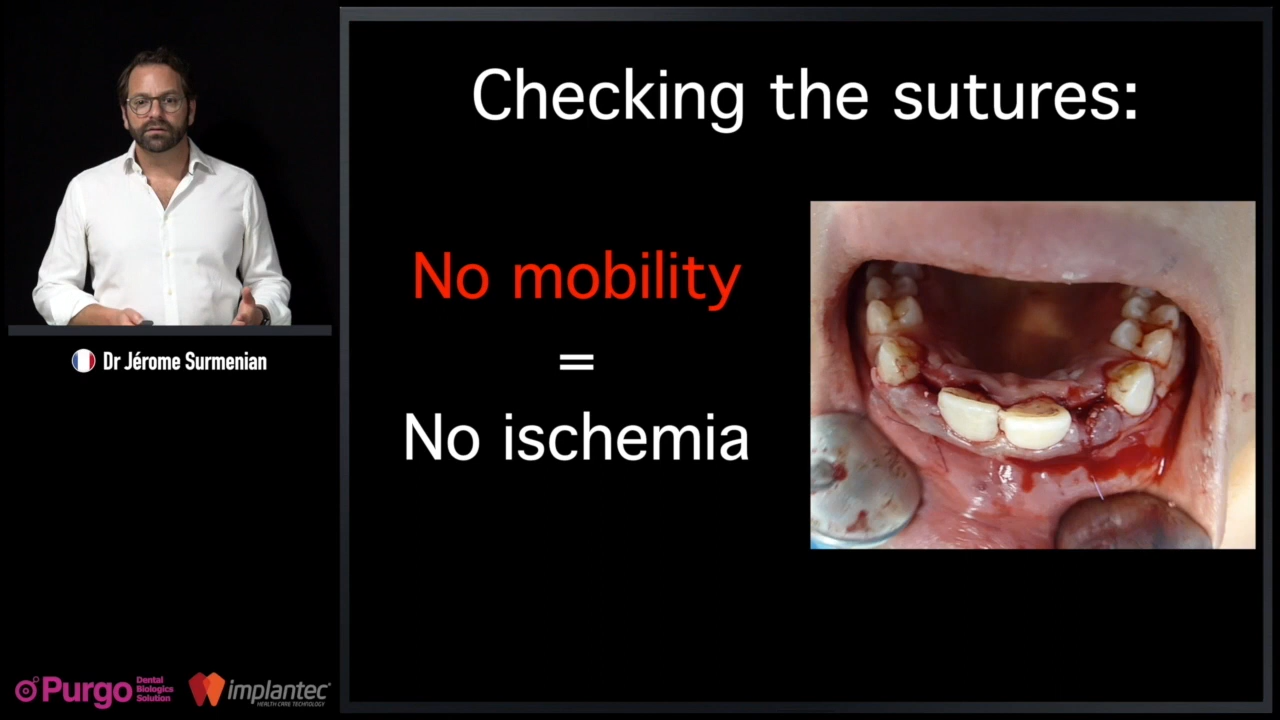 Checking the sutures:
No mobility
=
No ischemia
Dr Jérome Surmenian
Purgo Dental
Biologics
Solution
implantec
HEALTH CARE TECHNOLOGY